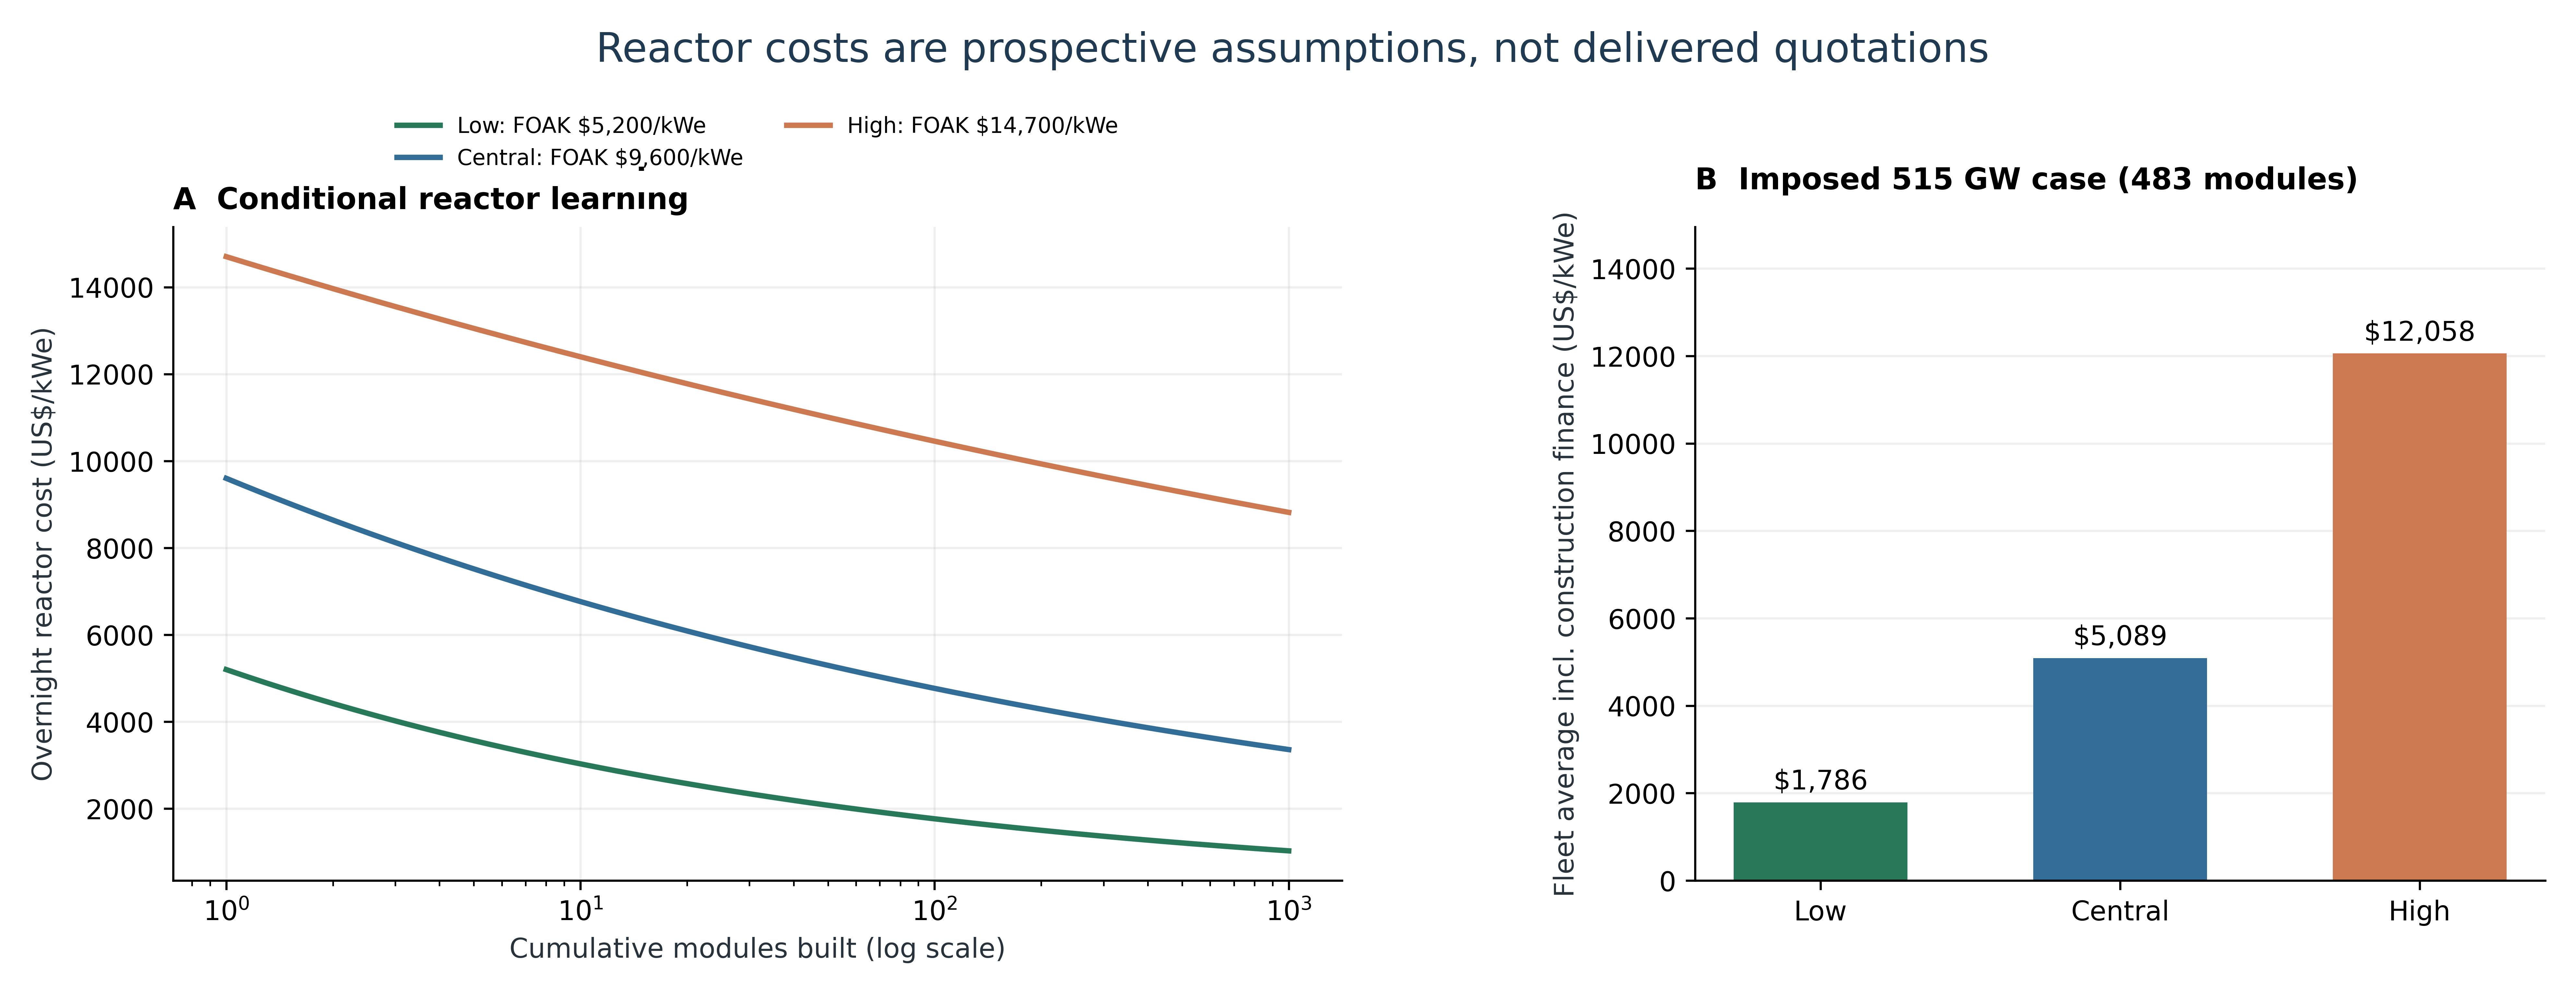 Reactor costs are prospective assumptions, not delivered quotations
Low: FOAK $5,200/kWe
High: FOAK $14,700/kWe
Central: FOAK $9,600/kWe
A Conditional reactor learning
Overnight reactor cost (US$/kWe)
14000
12000
10000
8000
6000
4000
2000
10⁰ 10¹ 10² 10³
Cumulative modules built (log scale)
B Imposed 515 GW case (483 modules)
Fleet average incl. construction finance (US$/kWe)
14000
12000
10000
8000
6000
4000
2000
0
$1,786
$5,089
$12,058
Low Central High